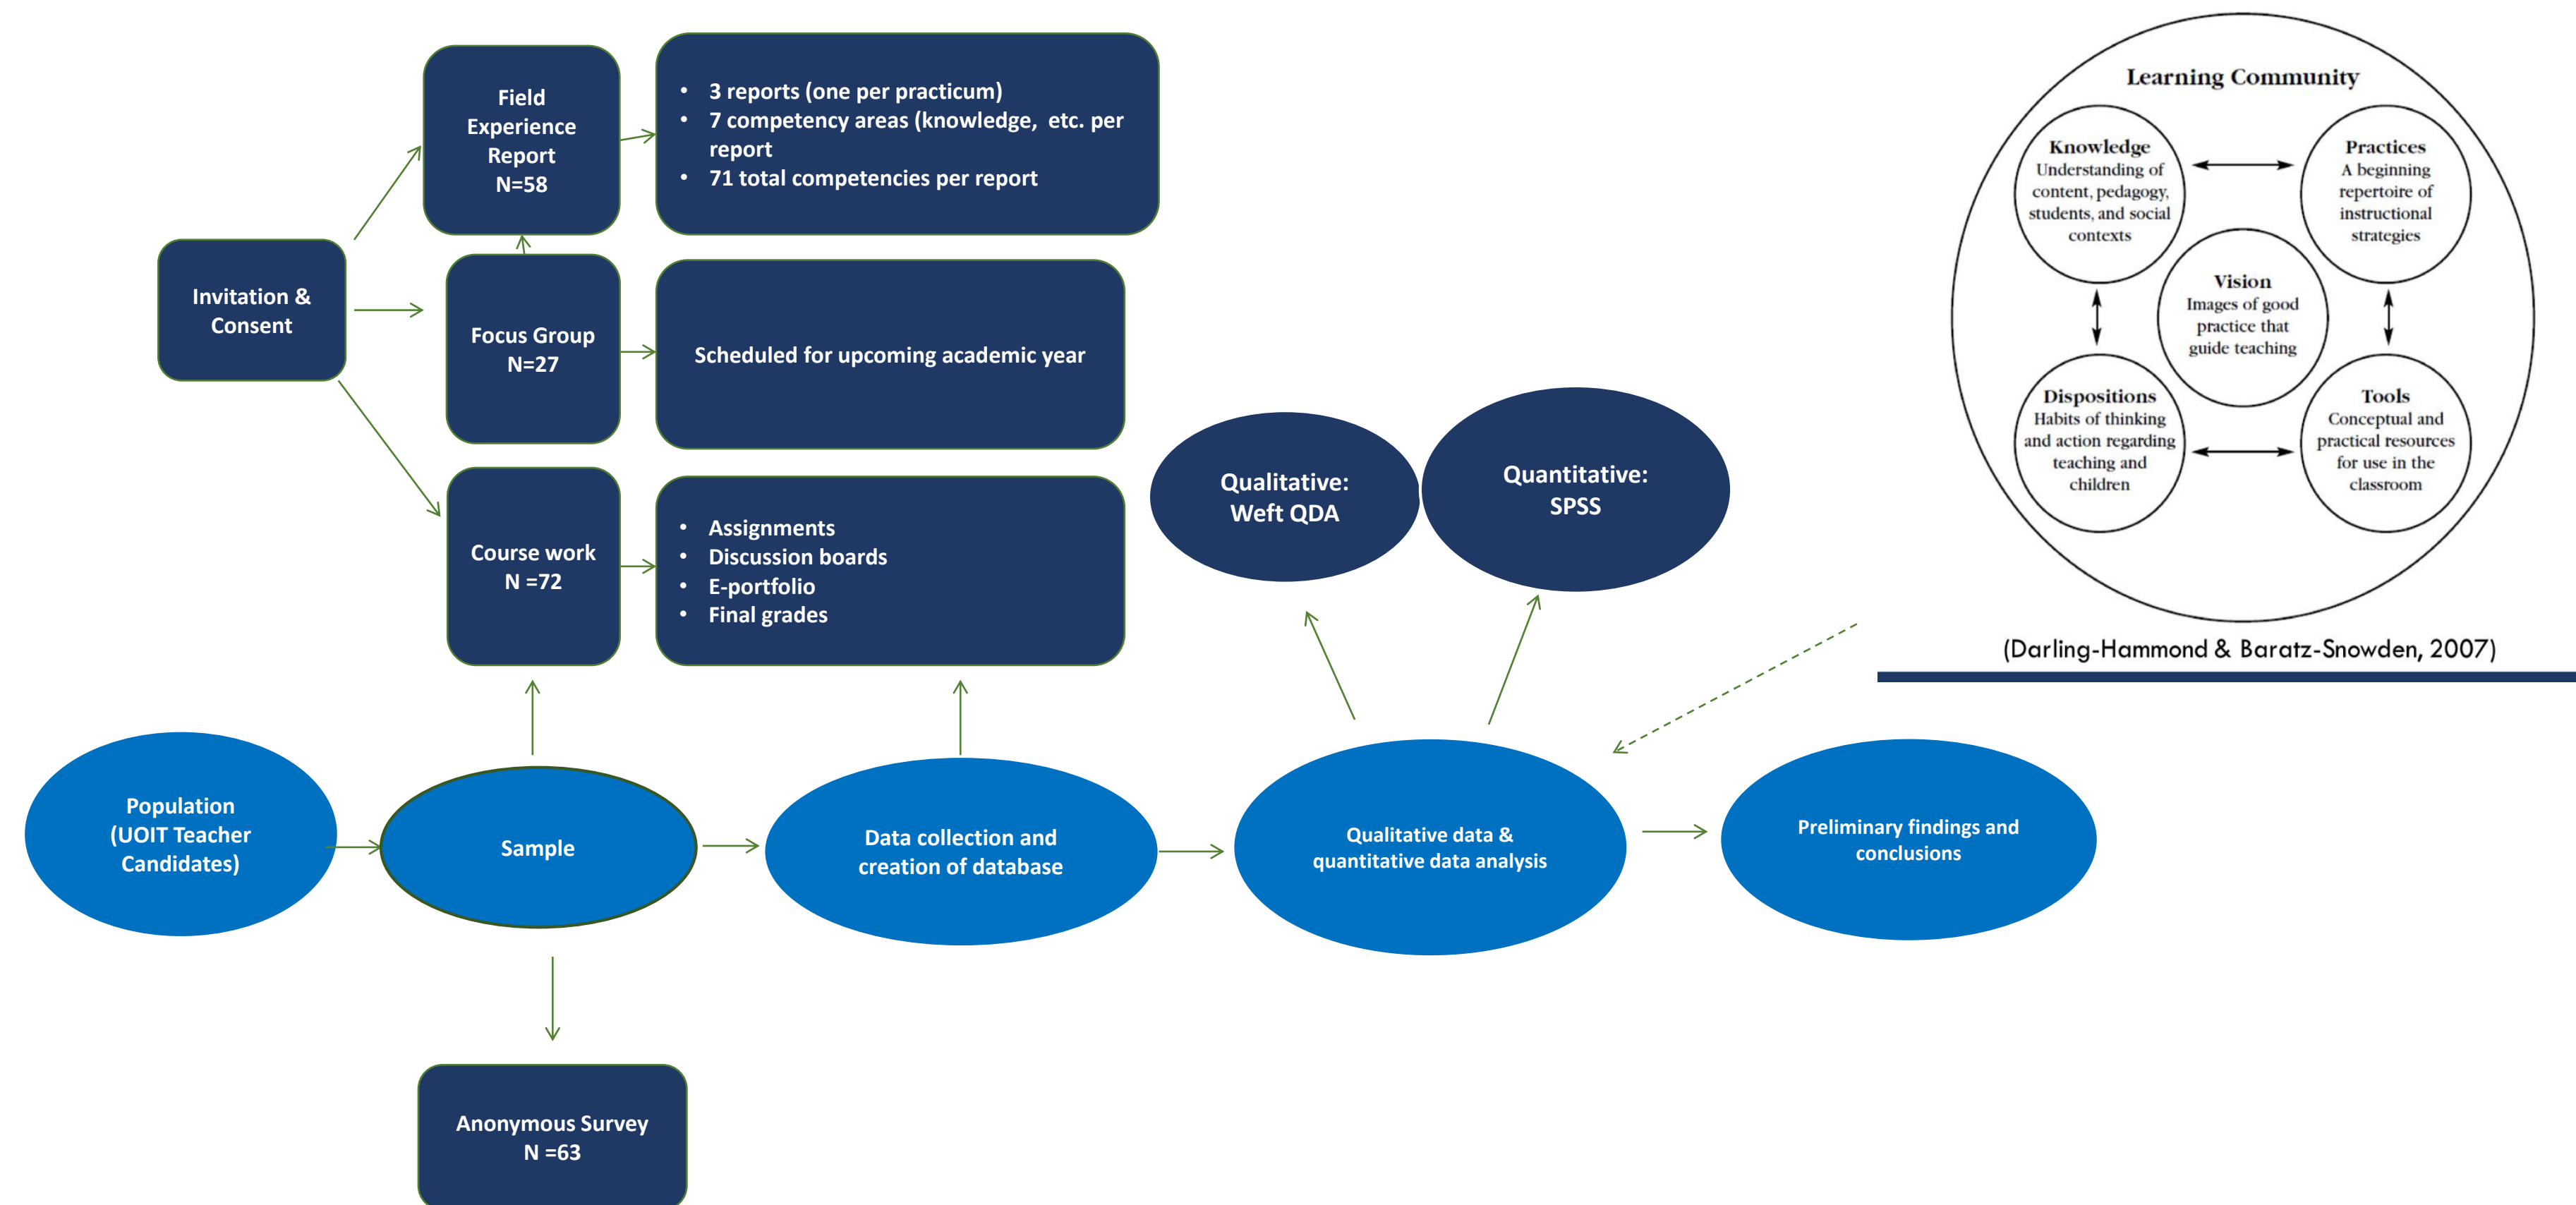 Field
Experience
Report
N=58
• 3 reports (one per practicum)
• 7 competency areas (knowledge, etc. per
report
• 71 total competencies per report
Invitation &
Consent
Focus Group
N=27
Scheduled for upcoming academic year
Course work
N =72
• Assignments
• Discussion boards
• E-portfolio
• Final grades
Qualitative:
Weft QDA
Quantitative:
SPSS
Learning Community
Knowledge
Understanding of
content, pedagogy,
students, and social
contexts
Practices
A beginning
repertoire of
instructional
strategies
Vision
Images of good
practice that
guide teaching
Dispositions
Habits of thinking
and action regarding
teaching and
children
Tools
Conceptual and
practical resources
for use in the
classroom
(Darling-Hammond & Baratz-Snowden, 2007)
Population
(UOIT Teacher
Candidates)
Sample
Data collection and
creation of database
Qualitative data &
quantitative data analysis
Preliminary findings and
conclusions
Anonymous Survey
N =63